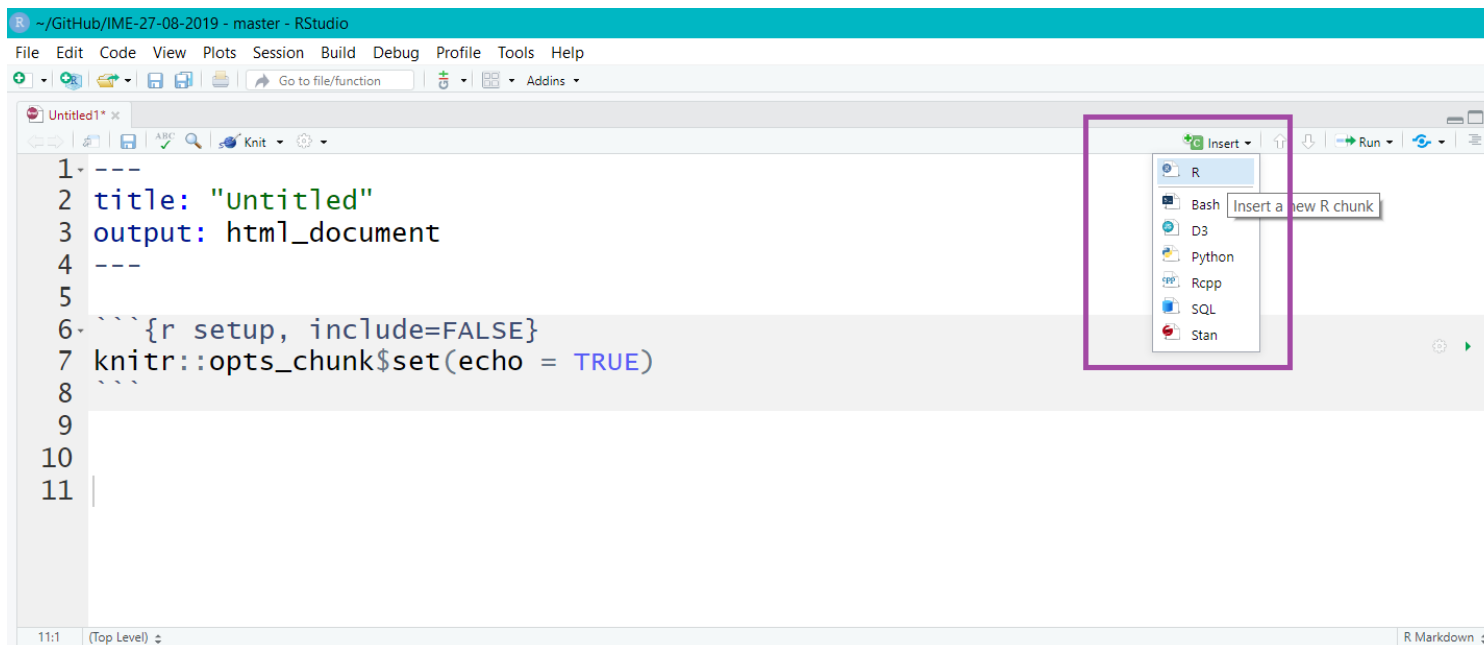 R ~/GitHub/IME-27-08-2019 - master - RStudio
File Edit Code View Plots Session Build Debug Profile Tools Help
Go to file/function Addins
Untitled1*
ABC Knit Insert Run
1 ---
2 title: "Untitled"
3 output: html_document
4 ---
5
6 ```{r setup, include=FALSE}
7 knitr::opts_chunk$set(echo = TRUE)
8 ```
9
10
11
R
Bash Insert a new R chunk
D3
Python
Rcpp
SQL
Stan
11:1 (Top Level) R Markdown